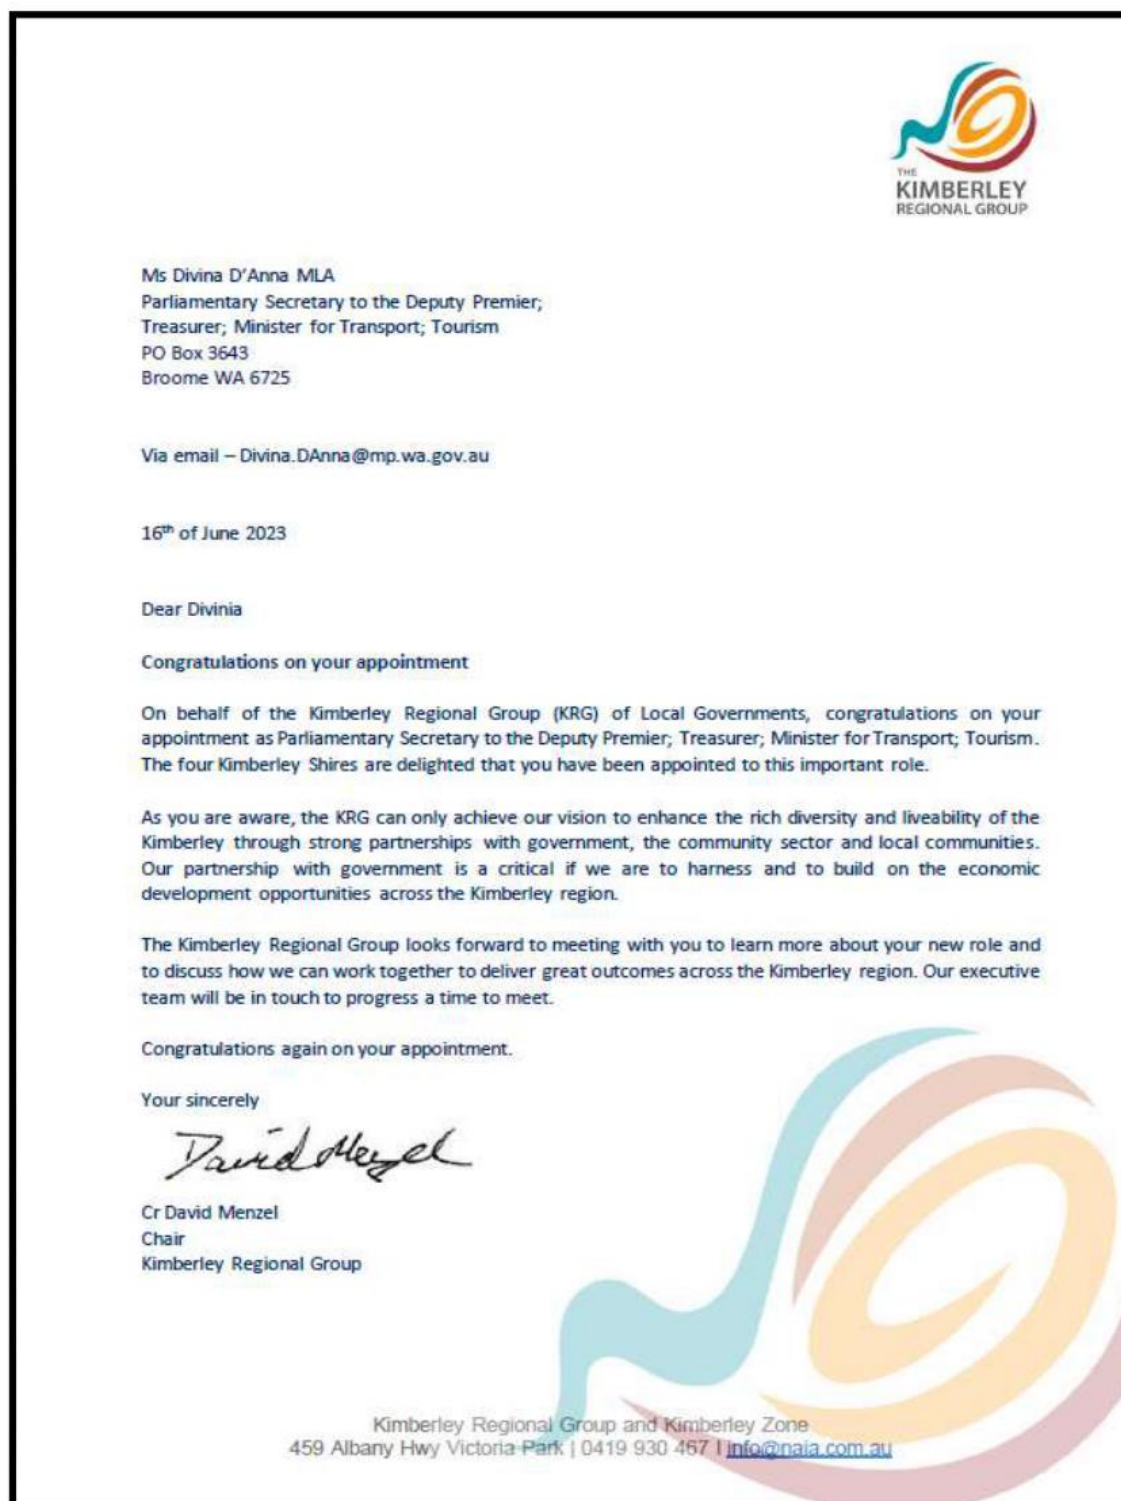 THE
KIMBERLEY
REGIONAL GROUP
Ms Divina D'Anna MLA
Parliamentary Secretary to the Deputy Premier;
Treasurer; Minister for Transport; Tourism
PO Box 3643
Broome WA 6725
Via email – Divina.DAnna@mp.wa.gov.au
16th of June 2023
Dear Divinia
Congratulations on your appointment
On behalf of the Kimberley Regional Group (KRG) of Local Governments, congratulations on your
appointment as Parliamentary Secretary to the Deputy Premier; Treasurer; Minister for Transport; Tourism.
The four Kimberley Shires are delighted that you have been appointed to this important role.
As you are aware, the KRG can only achieve our vision to enhance the rich diversity and liveability of the
Kimberley through strong partnerships with government, the community sector and local communities.
Our partnership with government is a critical if we are to harness and to build on the economic
development opportunities across the Kimberley region.
The Kimberley Regional Group looks forward to meeting with you to learn more about your new role and
to discuss how we can work together to deliver great outcomes across the Kimberley region. Our executive
team will be in touch to progress a time to meet.
Congratulations again on your appointment.
Your sincerely
David Menzel
Cr David Menzel
Chair
Kimberley Regional Group
Kimberley Regional Group and Kimberley Zone
459 Albany Hwy Victoria Park | 0419 930 467 I info@naia.com.au